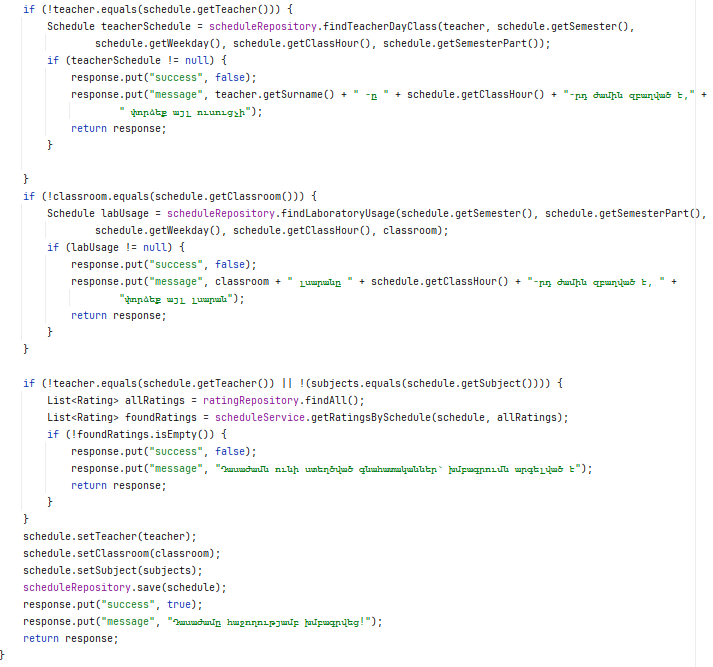 if (!teacher.equals(schedule.getTeacher())) {
Schedule teacherSchedule = scheduleRepository.findTeacherDayClass(teacher, schedule.getSemester(),
schedule.getWeekday(), schedule.getClassHour(), schedule.getSemesterPart());
if (teacherSchedule != null) {
response.put("success", false);
response.put("message", teacher.getSurname() + " -ը " + schedule.getClassHour() + "-րդ ժամին զբաղված է," +
" փորձեք այլ ուսուցչի");
return response;
}
}
if (!classroom.equals(schedule.getClassroom())) {
Schedule labUsage = scheduleRepository.findLaboratoryUsage(schedule.getSemester(), schedule.getSemesterPart(),
schedule.getWeekday(), schedule.getClassHour(), classroom);
if (labUsage != null) {
response.put("success", false);
response.put("message", classroom + " լսարանը " + schedule.getClassHour() + "-րդ ժամին զբաղված է, " +
"փորձեք այլ լսարան");
return response;
}
}
if (!teacher.equals(schedule.getTeacher()) || !(subjects.equals(schedule.getSubject()))) {
List<Rating> allRatings = ratingRepository.findAll();
List<Rating> foundRatings = scheduleService.getRatingsBySchedule(schedule, allRatings);
if (!foundRatings.isEmpty()) {
response.put("success", false);
response.put("message", "Դասաժամն ունի ստեղծված գնահատականներ՝ խմբագրումն արգելված է");
return response;
}
}
schedule.setTeacher(teacher);
schedule.setClassroom(classroom);
schedule.setSubject(subjects);
scheduleRepository.save(schedule);
response.put("success", true);
response.put("message", "Դասաժամը հաջողությամբ խմբագրվեց!");
return response;
}